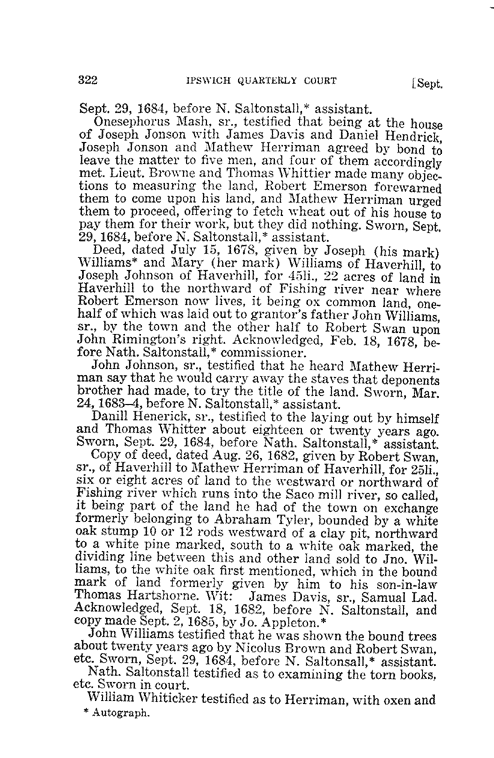 322 IPSWICH QUARTERLY COURT [Sept.
Sept. 29, 1684, before N. Saltonstall,* assistant.
Onesephorus Mash, sr., testified that being at the house
of Joseph Jonson with James Davis and Daniel Hendrick,
Joseph Jonson and Mathew Herriman agreed by bond to
leave the matter to five men, and four of them accordingly
met. Lieut. Browne and Thomas Whittier made many objec-
tions to measuring the land, Robert Emerson forewarned
them to come upon his land, and Mathew Herriman urged
them to proceed, offering to fetch wheat out of his house to
pay them for their work, but they did nothing. Sworn, Sept.
29, 1684, before N. Saltonstall,* assistant.
Deed, dated July 15, 1678, given by Joseph (his mark)
Williams* and Mary (her mark) Williams of Haverhill, to
Joseph Johnson of Haverhill, for 45li., 22 acres of land in
Haverhill to the northward of Fishing river near where
Robert Emerson now lives, it being ox common land, one-
half of which was laid out to grantor's father John Williams,
sr., by the town and the other half to Robert Swan upon
John Rimington's right. Acknowledged, Feb. 18, 1678, be-
fore Nath. Saltonstall,* commissioner.
John Johnson, sr., testified that he heard Mathew Herri-
man say that he would carry away the staves that deponents
brother had made, to try the title of the land. Sworn, Mar.
24, 1683-4, before N. Saltonstall,* assistant.
Danill Henerick, sr., testified to the laying out by himself
and Thomas Whitter about eighteen or twenty years ago.
Sworn, Sept. 29, 1684, before Nath. Saltonstall,* assistant.
Copy of deed, dated Aug. 26, 1682, given by Robert Swan,
sr., of Haverhill to Mathew Herriman of Haverhill, for 25li.,
six or eight acres of land to the westward or northward of
Fishing river which runs into the Saco mill river, so called,
it being part of the land he had of the town on exchange
formerly belonging to Abraham Tyler, bounded by a white
oak stump 10 or 12 rods westward of a clay pit, northward
to a white pine marked, south to a white oak marked, the
dividing line between this and other land sold to Jno. Wil-
liams, to the white oak first mentioned, which in the bound
mark of land formerly given by him to his son-in-law
Thomas Hartshorne. Wit: James Davis, sr., Samual Lad.
Acknowledged, Sept. 18, 1682, before N. Saltonstall, and
copy made Sept. 2, 1685, by Jo. Appleton.*
John Williams testified that he was shown the bound trees
about twenty years ago by Nicolus Brown and Robert Swan,
etc. Sworn, Sept. 29, 1684, before N. Saltonsall,* assistant.
Nath. Saltonstall testified as to examining the torn books,
etc. Sworn in court.
William Whiticker testified as to Herriman, with oxen and
* Autograph.